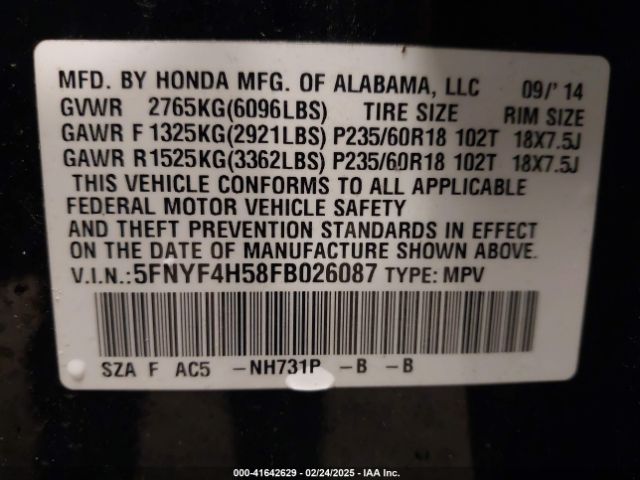 MFD. BY HONDA MFG. OF ALABAMA, LLC 09/'14
GVWR 2765KG(6096LBS) TIRE SIZE RIM SIZE
GAWR F 1325KG(2921LBS) P235/60R18 102T 18X7.5J
GAWR R1525KG(3362LBS) P235/60R18 102T 18X7.5J
THIS VEHICLE CONFORMS TO ALL APPLICABLE
FEDERAL MOTOR VEHICLE SAFETY
AND THEFT PREVENTION STANDARDS IN EFFECT
ON THE DATE OF MANUFACTURE SHOWN ABOVE.
V.I.N.:5FNYF4H58FB026087 TYPE: MPV
SZA F AC5 -NH731P -B -B
000-41642629 - 02/24/2025 - IAA Inc.